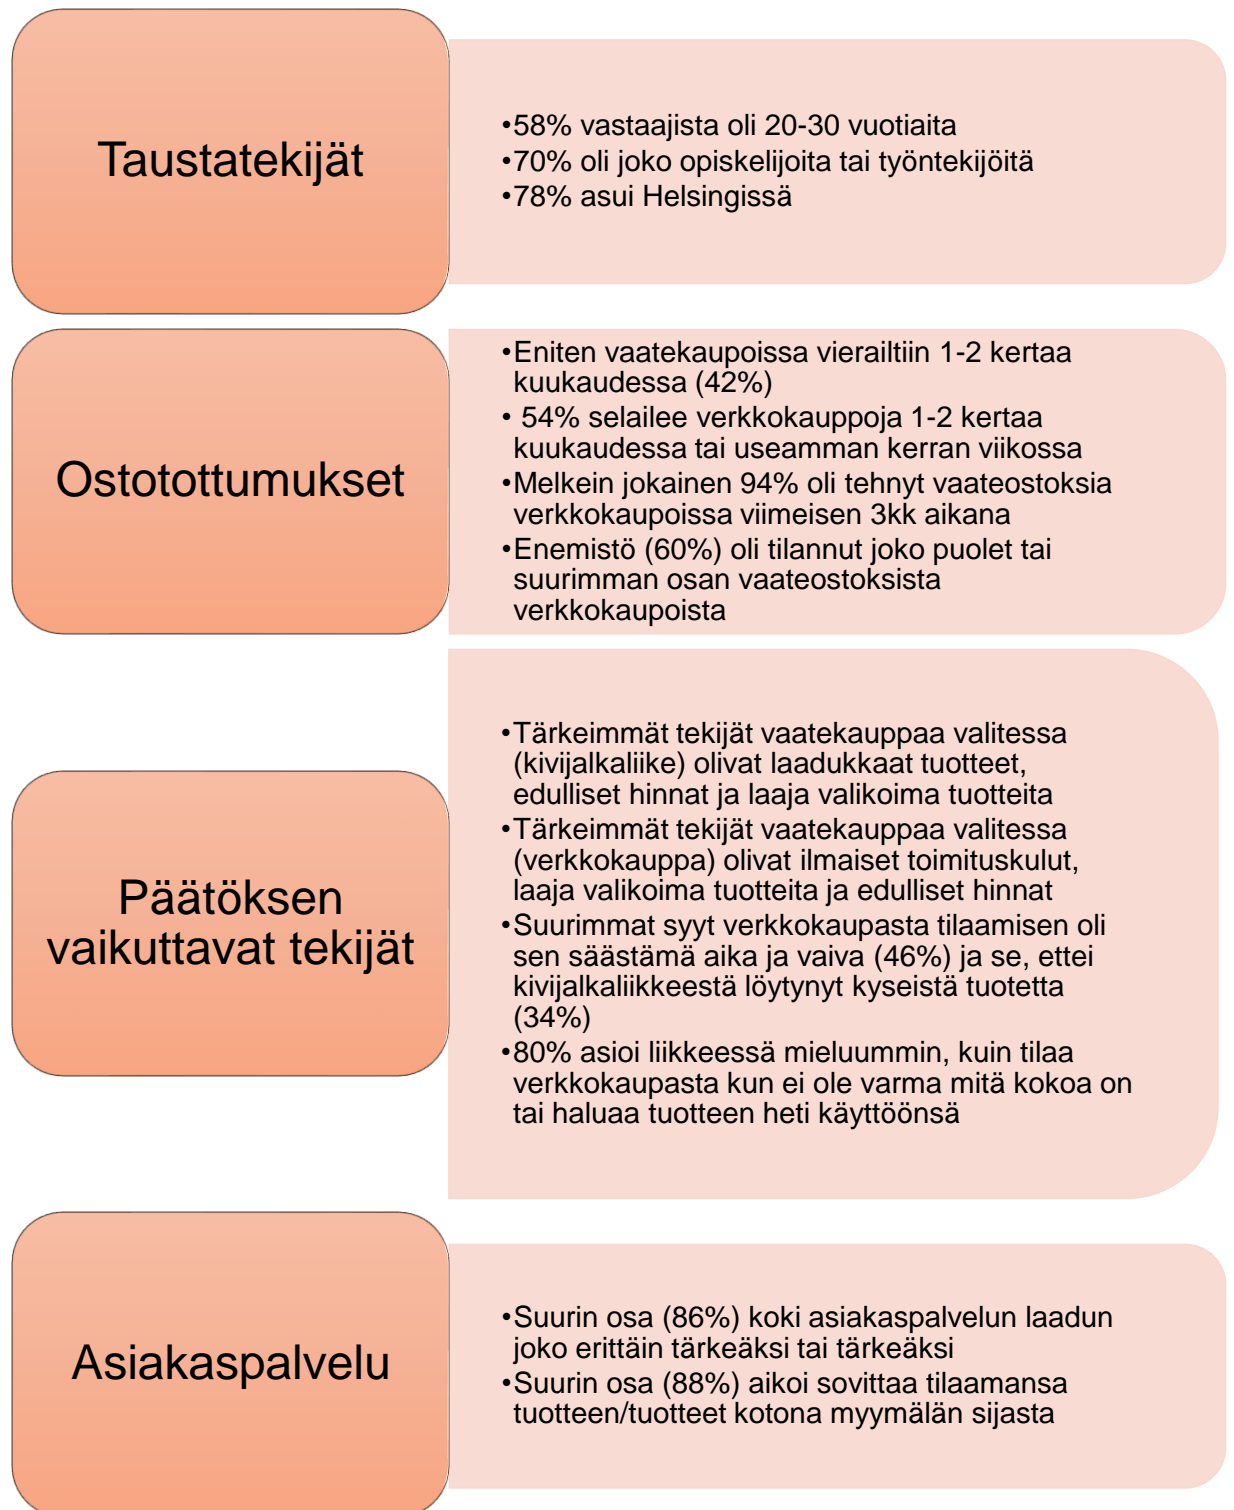 Taustatekijät
•58% vastaajista oli 20-30 vuotiaita
•70% oli joko opiskelijoita tai työntekijöitä
•78% asui Helsingissä
Ostotottumukset
•Eniten vaatekaupoissa vierailtiin 1-2 kertaa
kuukaudessa (42%)
• 54% selailee verkkokauppoja 1-2 kertaa
kuukaudessa tai useamman kerran viikossa
•Melkein jokainen 94% oli tehnyt vaateostoksia
verkkokaupoissa viimeisen 3kk aikana
•Enemistö (60%) oli tilannut joko puolet tai
suurimman osan vaateostoksista
verkkokaupoista
Päätöksen
vaikuttavat tekijät
•Tärkeimmät tekijät vaatekauppaa valitessa
(kivijalkaliike) olivat laadukkaat tuotteet,
edulliset hinnat ja laaja valikoima tuotteita
•Tärkeimmät tekijät vaatekauppaa valitessa
(verkkokauppa) olivat ilmaiset toimituskulut,
laaja valikoima tuotteita ja edulliset hinnat
•Suurimmat syyt verkkokaupasta tilaamisen oli
sen säästämä aika ja vaiva (46%) ja se, ettei
kivijalkaliikkeestä löytynyt kyseistä tuotetta
(34%)
•80% asioi liikkeessä mieluummin, kuin tilaa
verkkokaupasta kun ei ole varma mitä kokoa on
tai haluaa tuotteen heti käyttöönsä
Asiakaspalvelu
•Suurin osa (86%) koki asiakaspalvelun laadun
joko erittäin tärkeäksi tai tärkeäksi
•Suurin osa (88%) aikoi sovittaa tilaamansa
tuotteen/tuotteet kotona myymälän sijasta